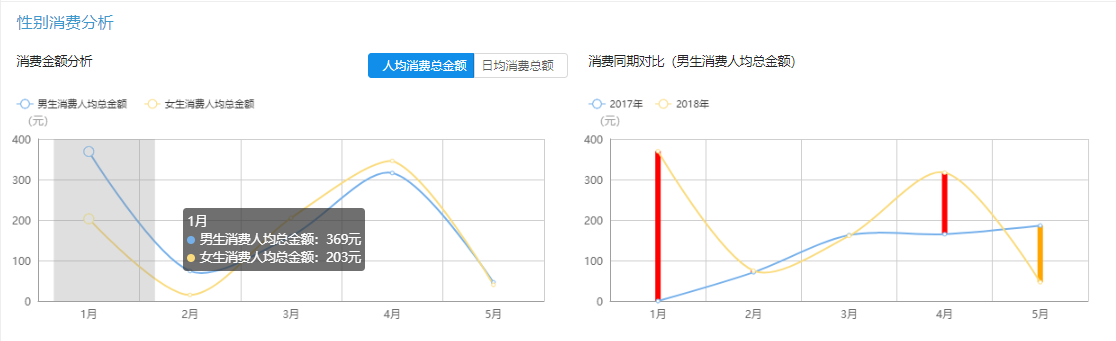 性别消费分析
消费金额分析
人均消费总金额 日均消费总额
消费同期对比（男生消费人均总金额）
男生消费人均总金额 女生消费人均总金额
2017年 2018年
(元)
400
300
200
100
0
1月 2月 3月 4月 5月
1月
男生消费人均总金额：369元
女生消费人均总金额：203元
(元)
400
300
200
100
0
1月 2月 3月 4月 5月